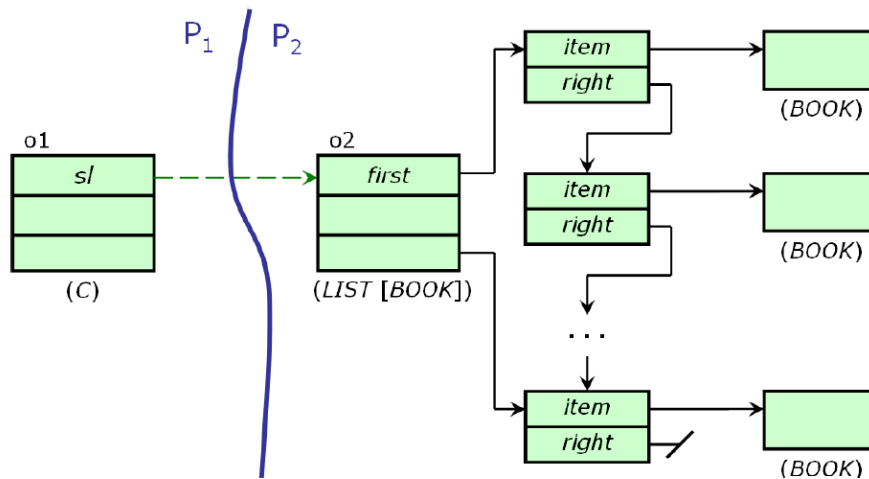 P₁ P₂
o1
sl
(C)
o2
first
(LIST [BOOK])
item
right
(BOOK)
item
right
(BOOK)
...
item
right
(BOOK)